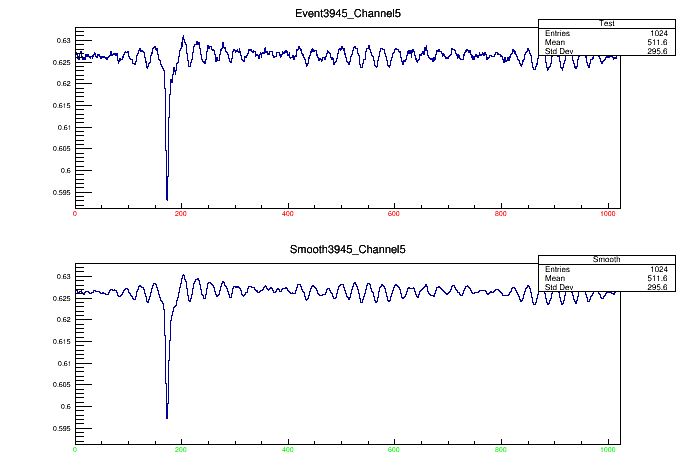 Event3945_Channel5
Test
Entries 1024
Mean 511.6
Std Dev 295.6
0.63
0.625
0.62
0.615
0.61
0.605
0.6
0.595
0 200 400 600 800 1000
Smooth3945_Channel5
Smooth
Entries 1024
Mean 511.6
Std Dev 295.6
0.63
0.625
0.62
0.615
0.61
0.605
0.6
0.595
0 200 400 600 800 1000